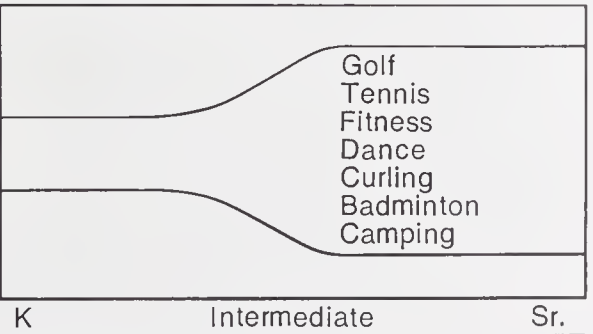 Golf
Tennis
Fitness
Dance
Curling
Badminton
Camping
K Intermediate Sr.